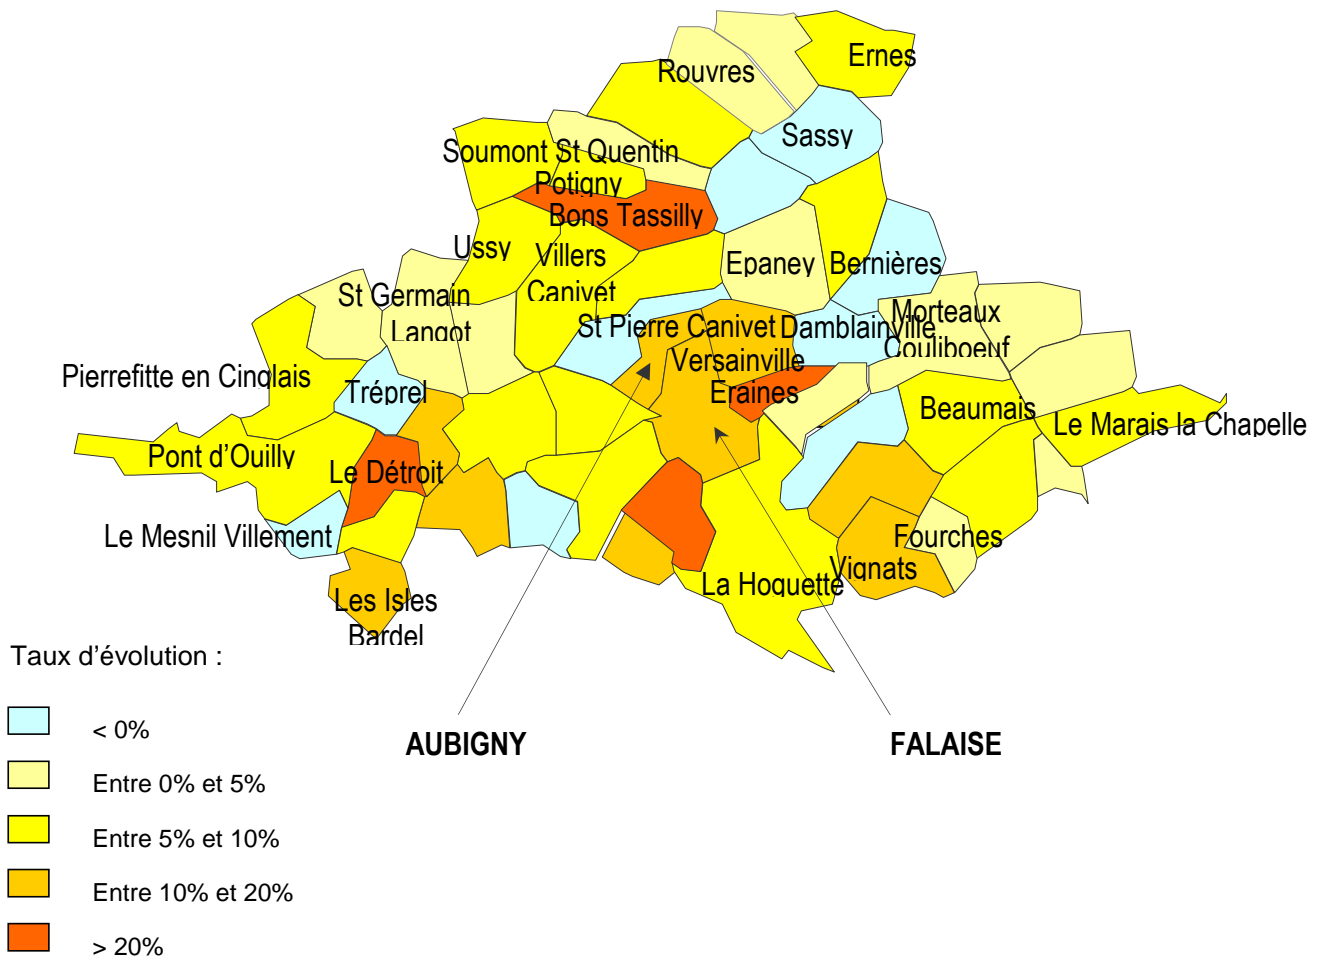 Ernes
Rouvres
Sassy
Soumont St Quentin
Potigny
Bons Tassilly
Ussy
Villers
Canivet
Epaney
Bernières
St Germain
Langot
Morteaux
Couliboeuf
St Pierre Canivet
Damblainville
Versainville
Eraines
Pierrefitte en Cinglais
Tréprel
Beaumais
Le Marais la Chapelle
Pont d'Ouilly
Le Détroit
Le Mesnil Villement
Fourches
Vignats
La Hoguette
Les Isles
Bardel
Taux d'évolution :
< 0%
AUBIGNY
FALAISE
Entre 0% et 5%
Entre 5% et 10%
Entre 10% et 20%
> 20%